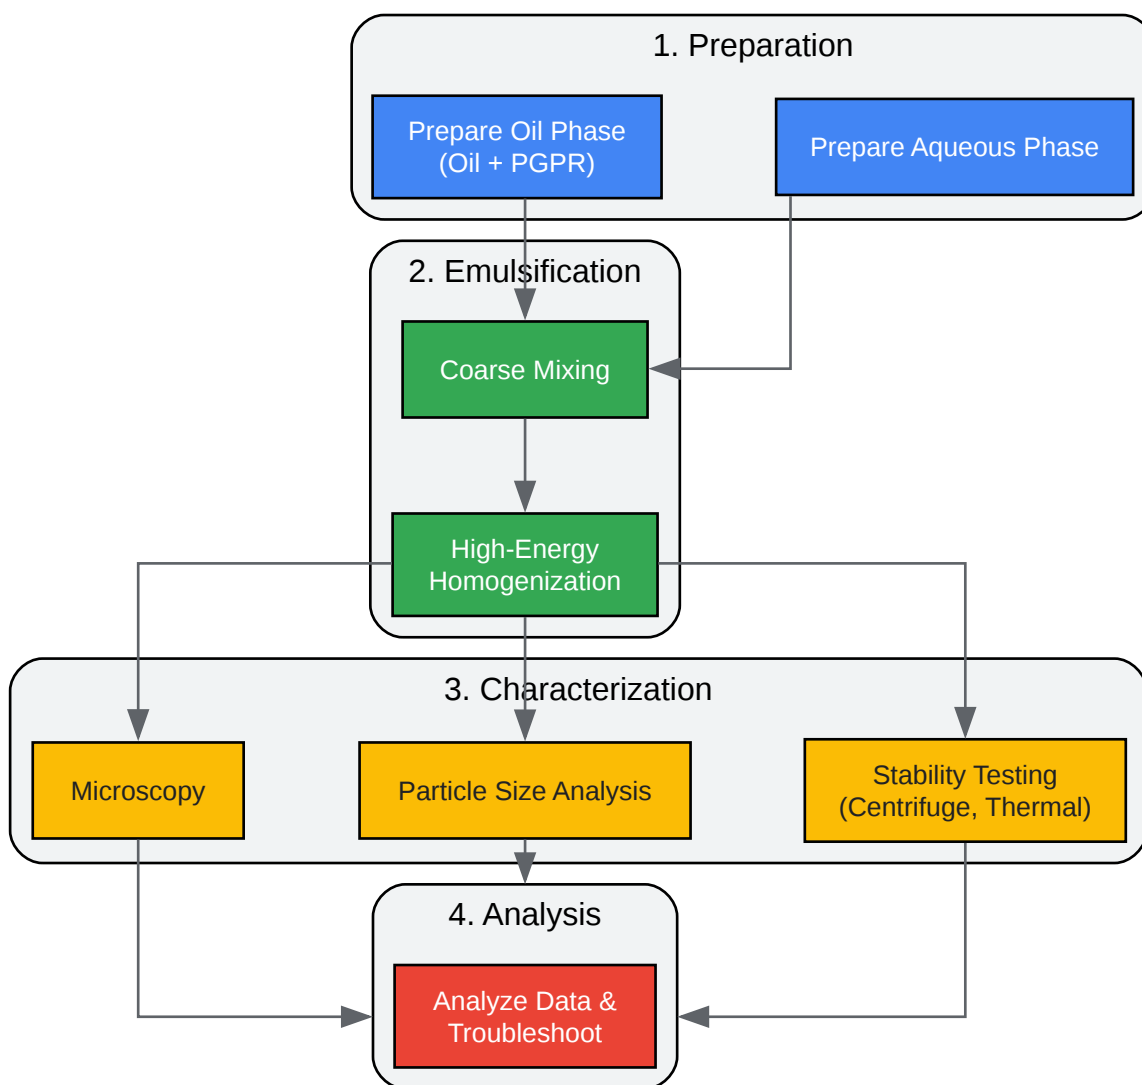 1. Preparation
Prepare Oil Phase
(Oil + PGPR)
Prepare Aqueous Phase
2. Emulsification
Coarse Mixing
High-Energy
Homogenization
3. Characterization
Microscopy
Particle Size Analysis
Stability Testing
(Centrifuge, Thermal)
4. Analysis
Analyze Data &
Troubleshoot